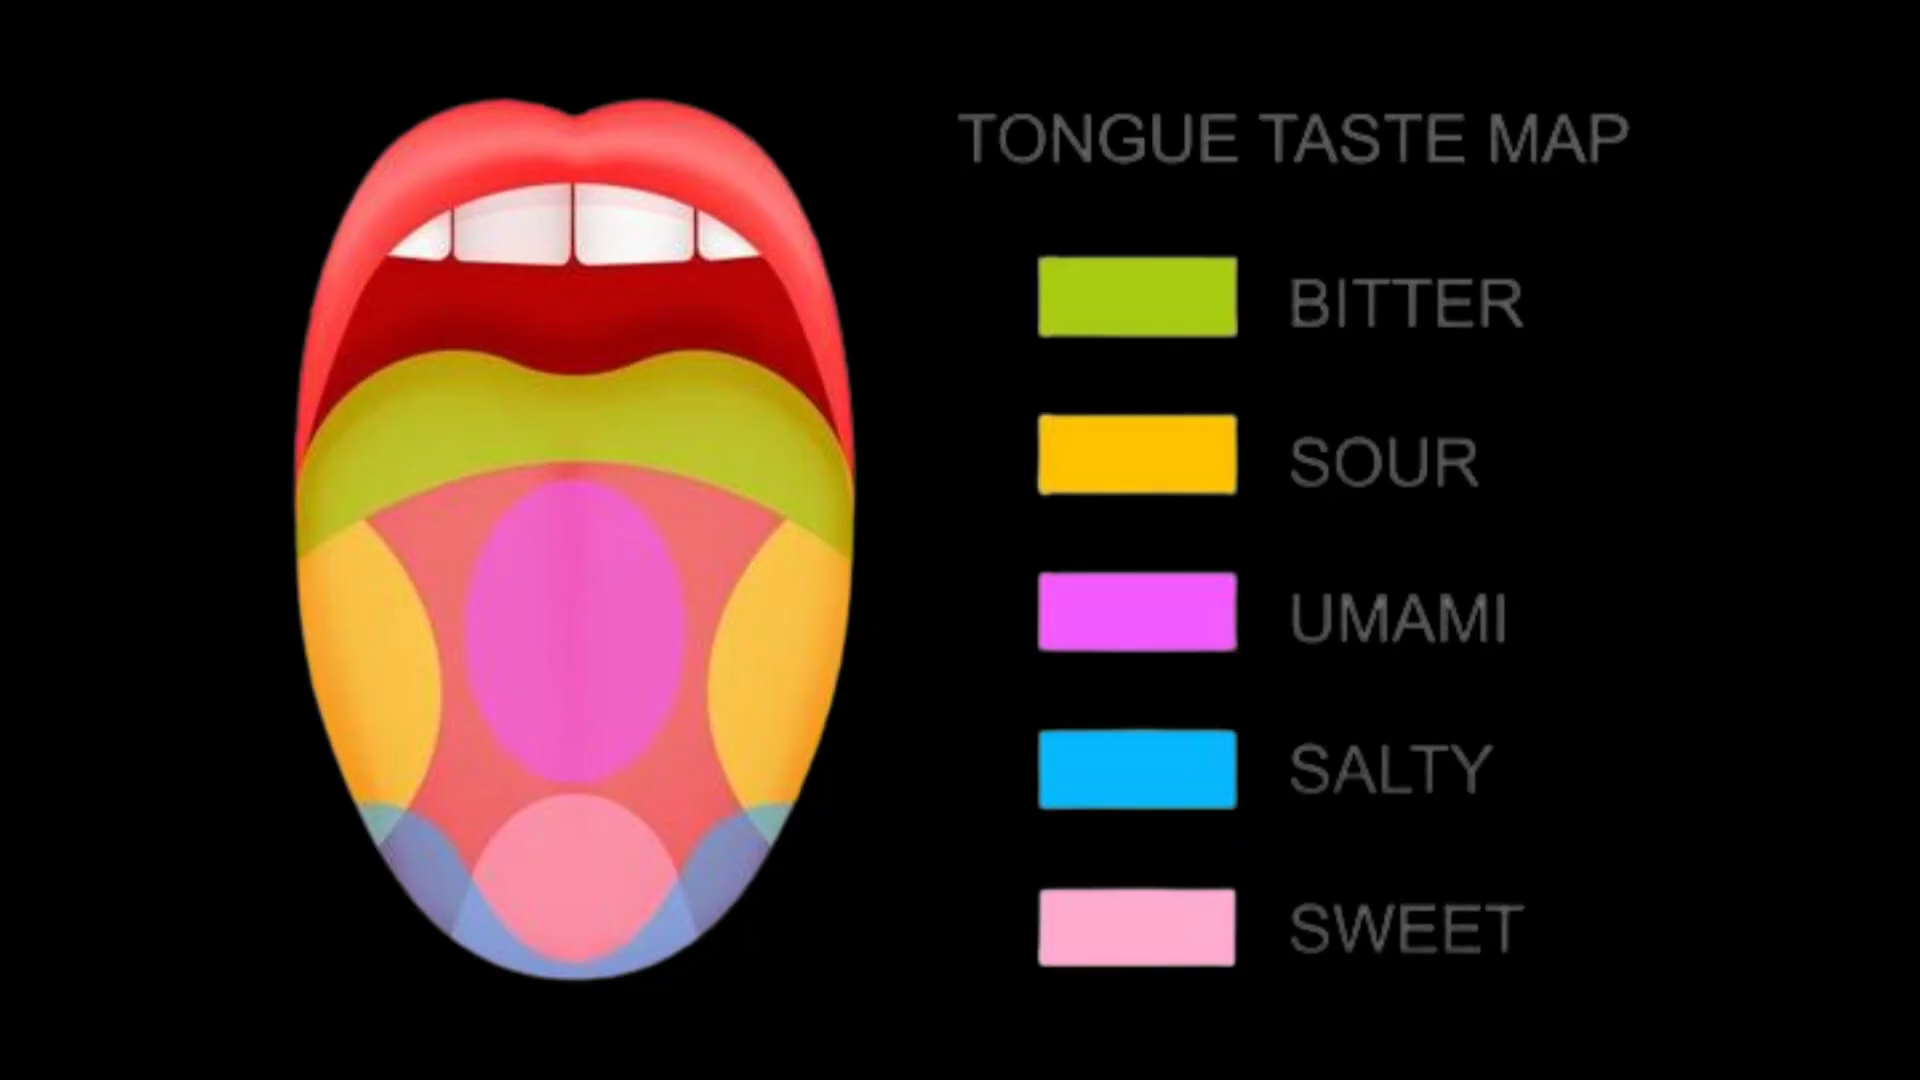 TONGUE TASTE MAP
BITTER
SOUR
UMAMI
SALTY
SWEET